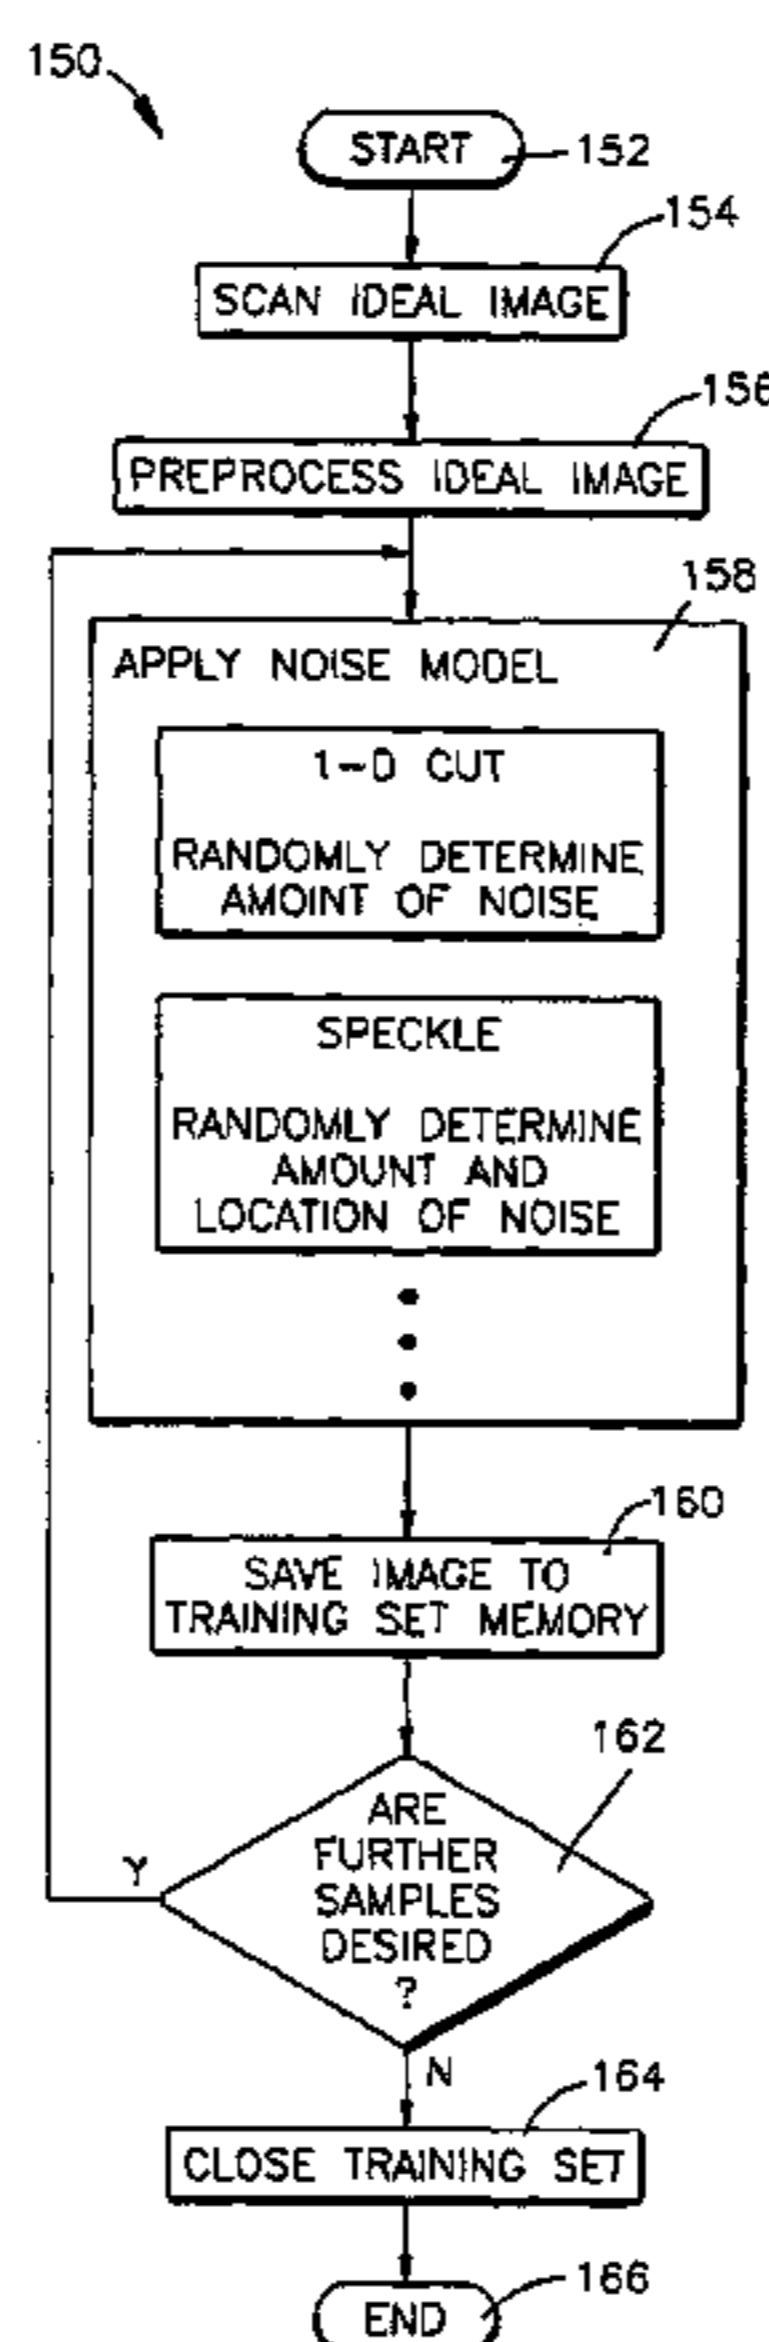 150
START
152
154
SCAN IDEAL IMAGE
156
PREPROCESS IDEAL IMAGE
158
APPLY NOISE MODEL
1-D CUT
RANDOMLY DETERMINE
AMOINT OF NOISE
SPECKLE
RANDOMLY DETERMINE
AMOUNT AND
LOCATION OF NOISE
160
SAVE IMAGE TO
TRAINING SET MEMORY
162
ARE
FURTHER
SAMPLES
DESIRED
?
Y
N
164
CLOSE TRAINING SET
166
END